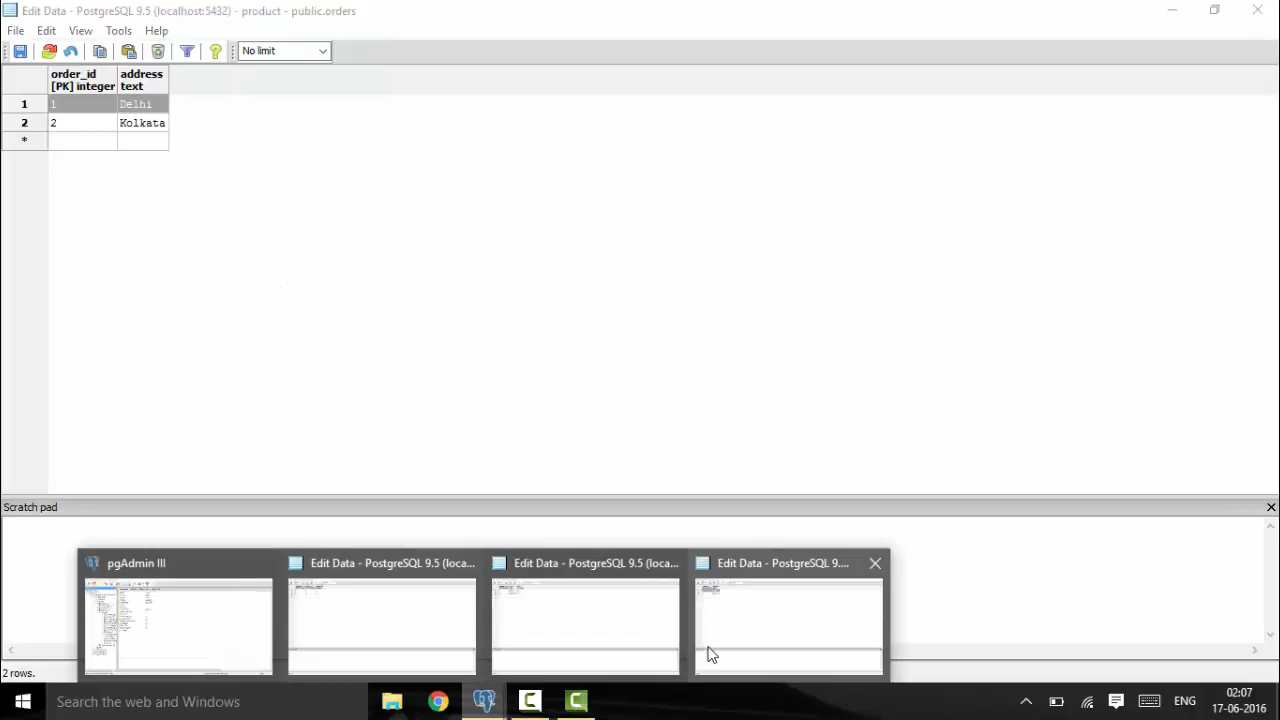 Edit Data - PostgreSQL 9.5 (localhost:5432) - product - public.orders
File Edit View Tools Help
No limit
order_id address
[PK] integer text
1 1 Delhi
2 2 Kolkata
*
Scratch pad
pgAdmin III Edit Data - PostgreSQL 9.5 (loca... Edit Data - PostgreSQL 9.5 (loca... Edit Data - PostgreSQL 9....
2 rows.
Search the web and Windows
ENG
02:07
17-06-2016